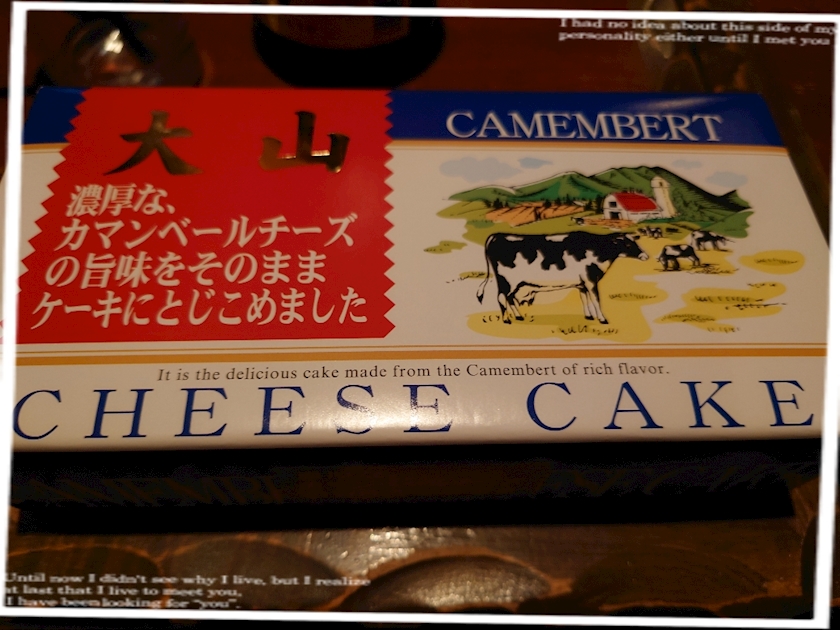 I had no idea about this side of my
personality either until I met you
大山
CAMEMBERT
濃厚な、
カマンベールチーズ
の旨味をそのまま
ケーキにとじこめました
It is the delicious cake made from the Camembert of rich flavor.
CHEESE CAKE
Until now I didn't see why I live, but I realize
at last that I live to meet you.
I have been looking for "you".